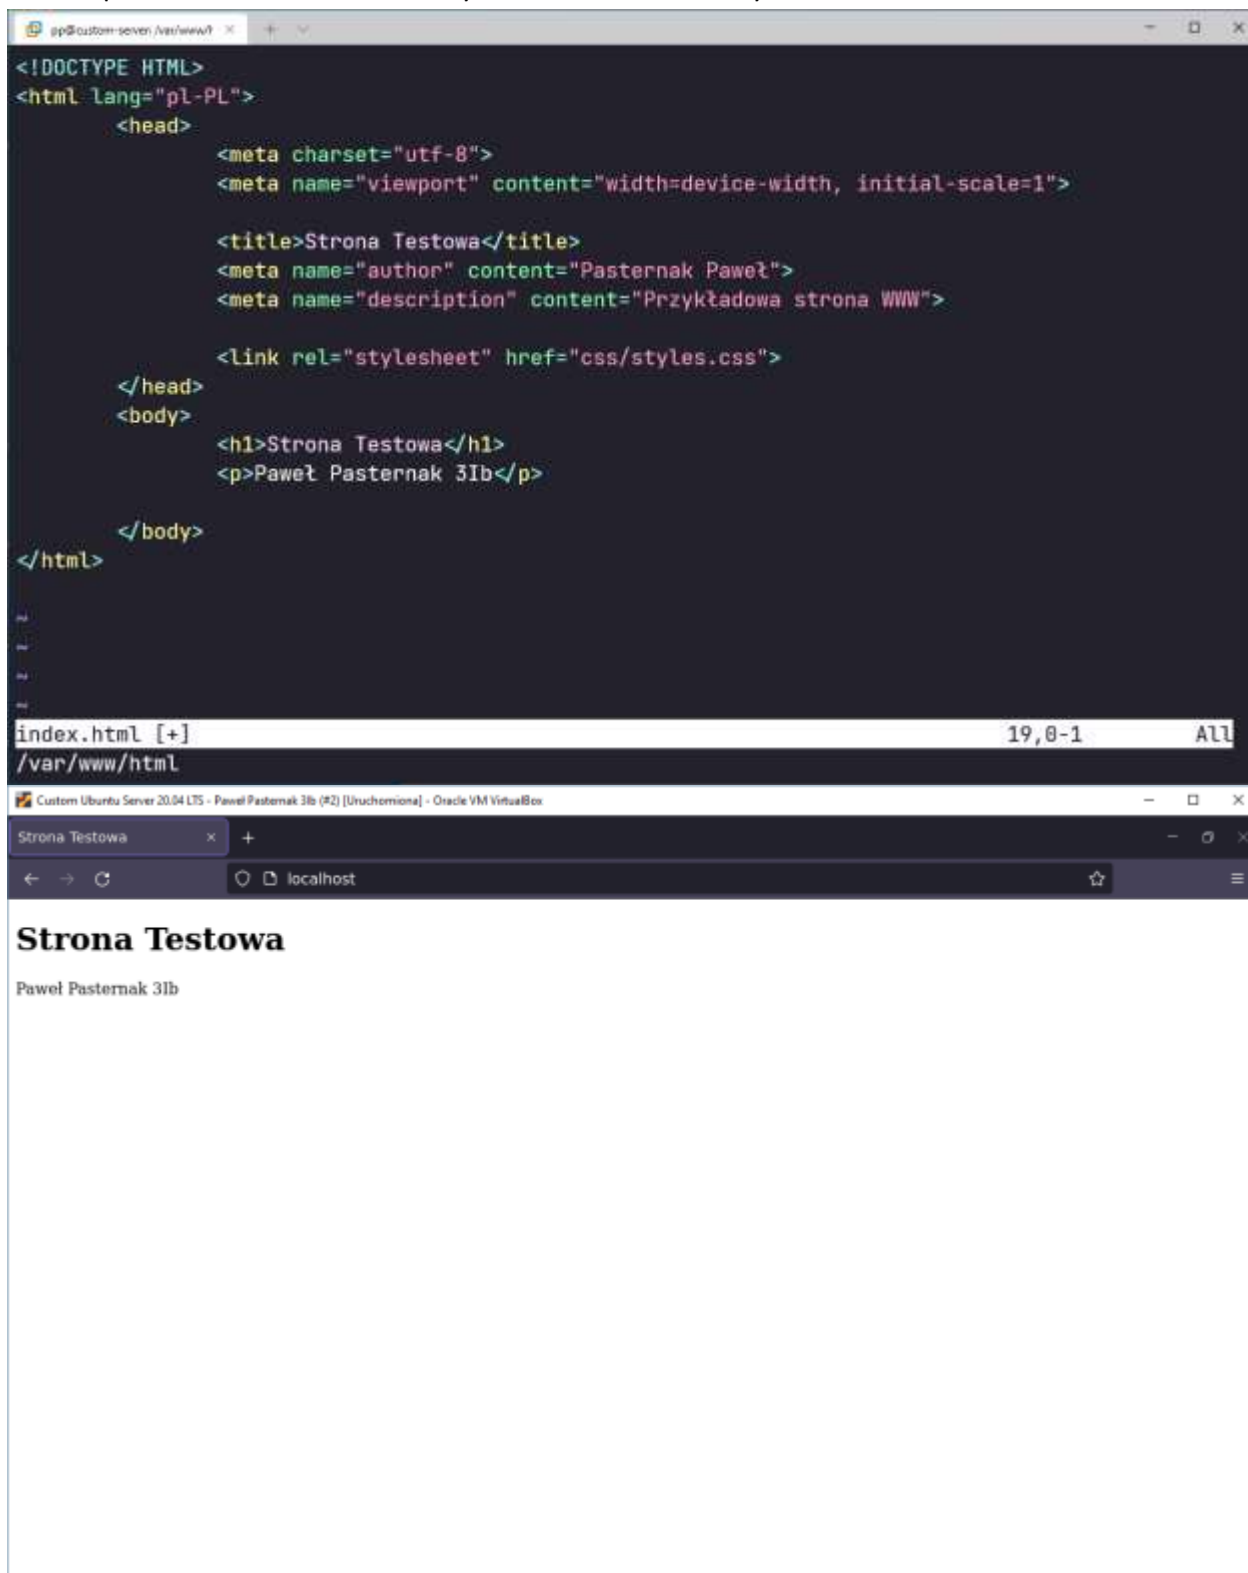 pp@custom-server: /var/www/h
<!DOCTYPE HTML>
<html lang="pl-PL">
<head>
<meta charset="utf-8">
<meta name="viewport" content="width=device-width, initial-scale=1">
<title>Strona Testowa</title>
<meta name="author" content="Pasternak Paweł">
<meta name="description" content="Przykładowa strona WWW">
<link rel="stylesheet" href="css/styles.css">
</head>
<body>
<h1>Strona Testowa</h1>
<p>Paweł Pasternak 3Ib</p>
</body>
</html>
~
~
~
~
index.html [+] 19,0-1 All
/var/www/html
Custom Ubuntu Server 20.04 LTS - Paweł Pasternak 3Ib (#2) [Uruchomiona] - Oracle VM VirtualBox
Strona Testowa
localhost
Strona Testowa
Paweł Pasternak 3Ib